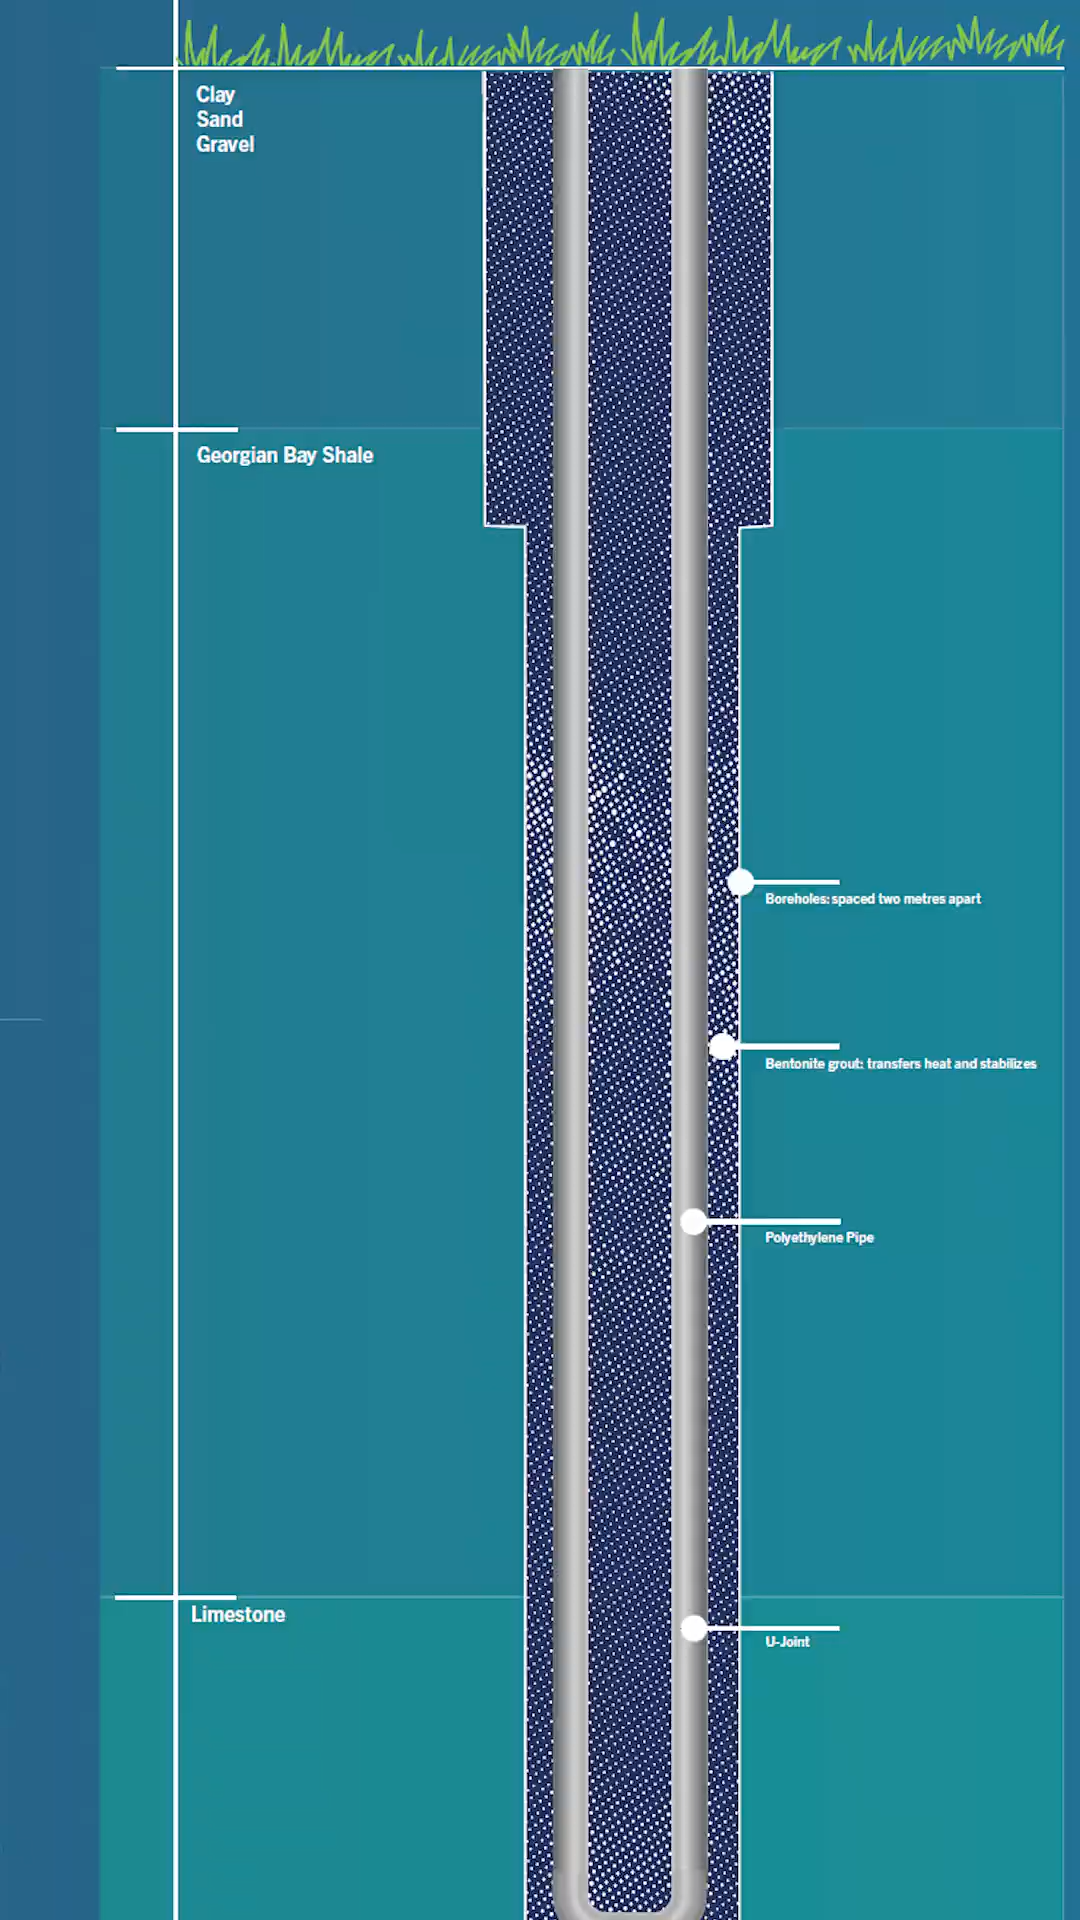 Clay
Sand
Gravel
Georgian Bay Shale
Boreholes: spaced two metres apart
Bentonite grout: transfers heat and stabilizes
Polyethylene Pipe
Limestone
U-Joint